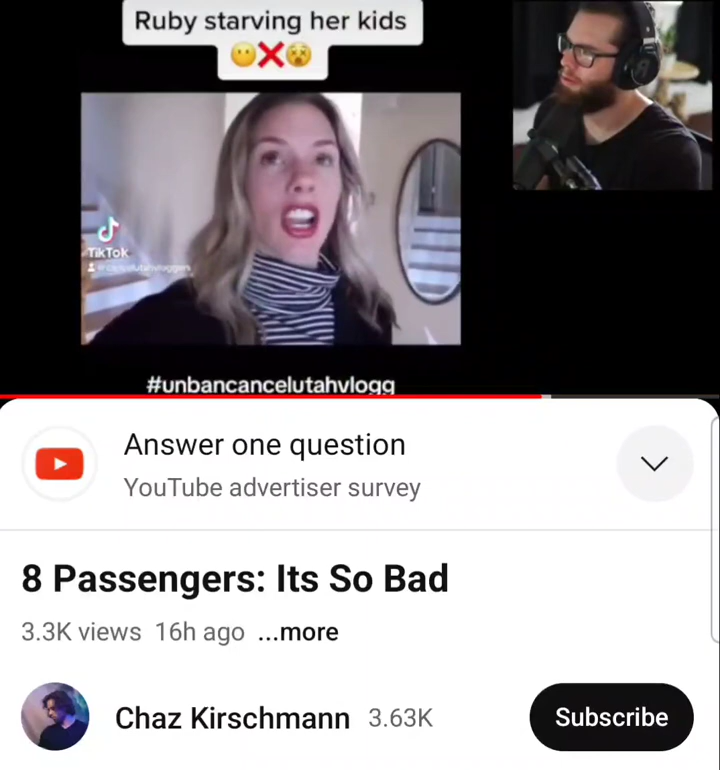 Ruby starving her kids
😶❌😵
TikTok
#unbancancelutahvlogg
Answer one question
YouTube advertiser survey
8 Passengers: Its So Bad
3.3K views 16h ago ...more
Chaz Kirschmann 3.63K
Subscribe